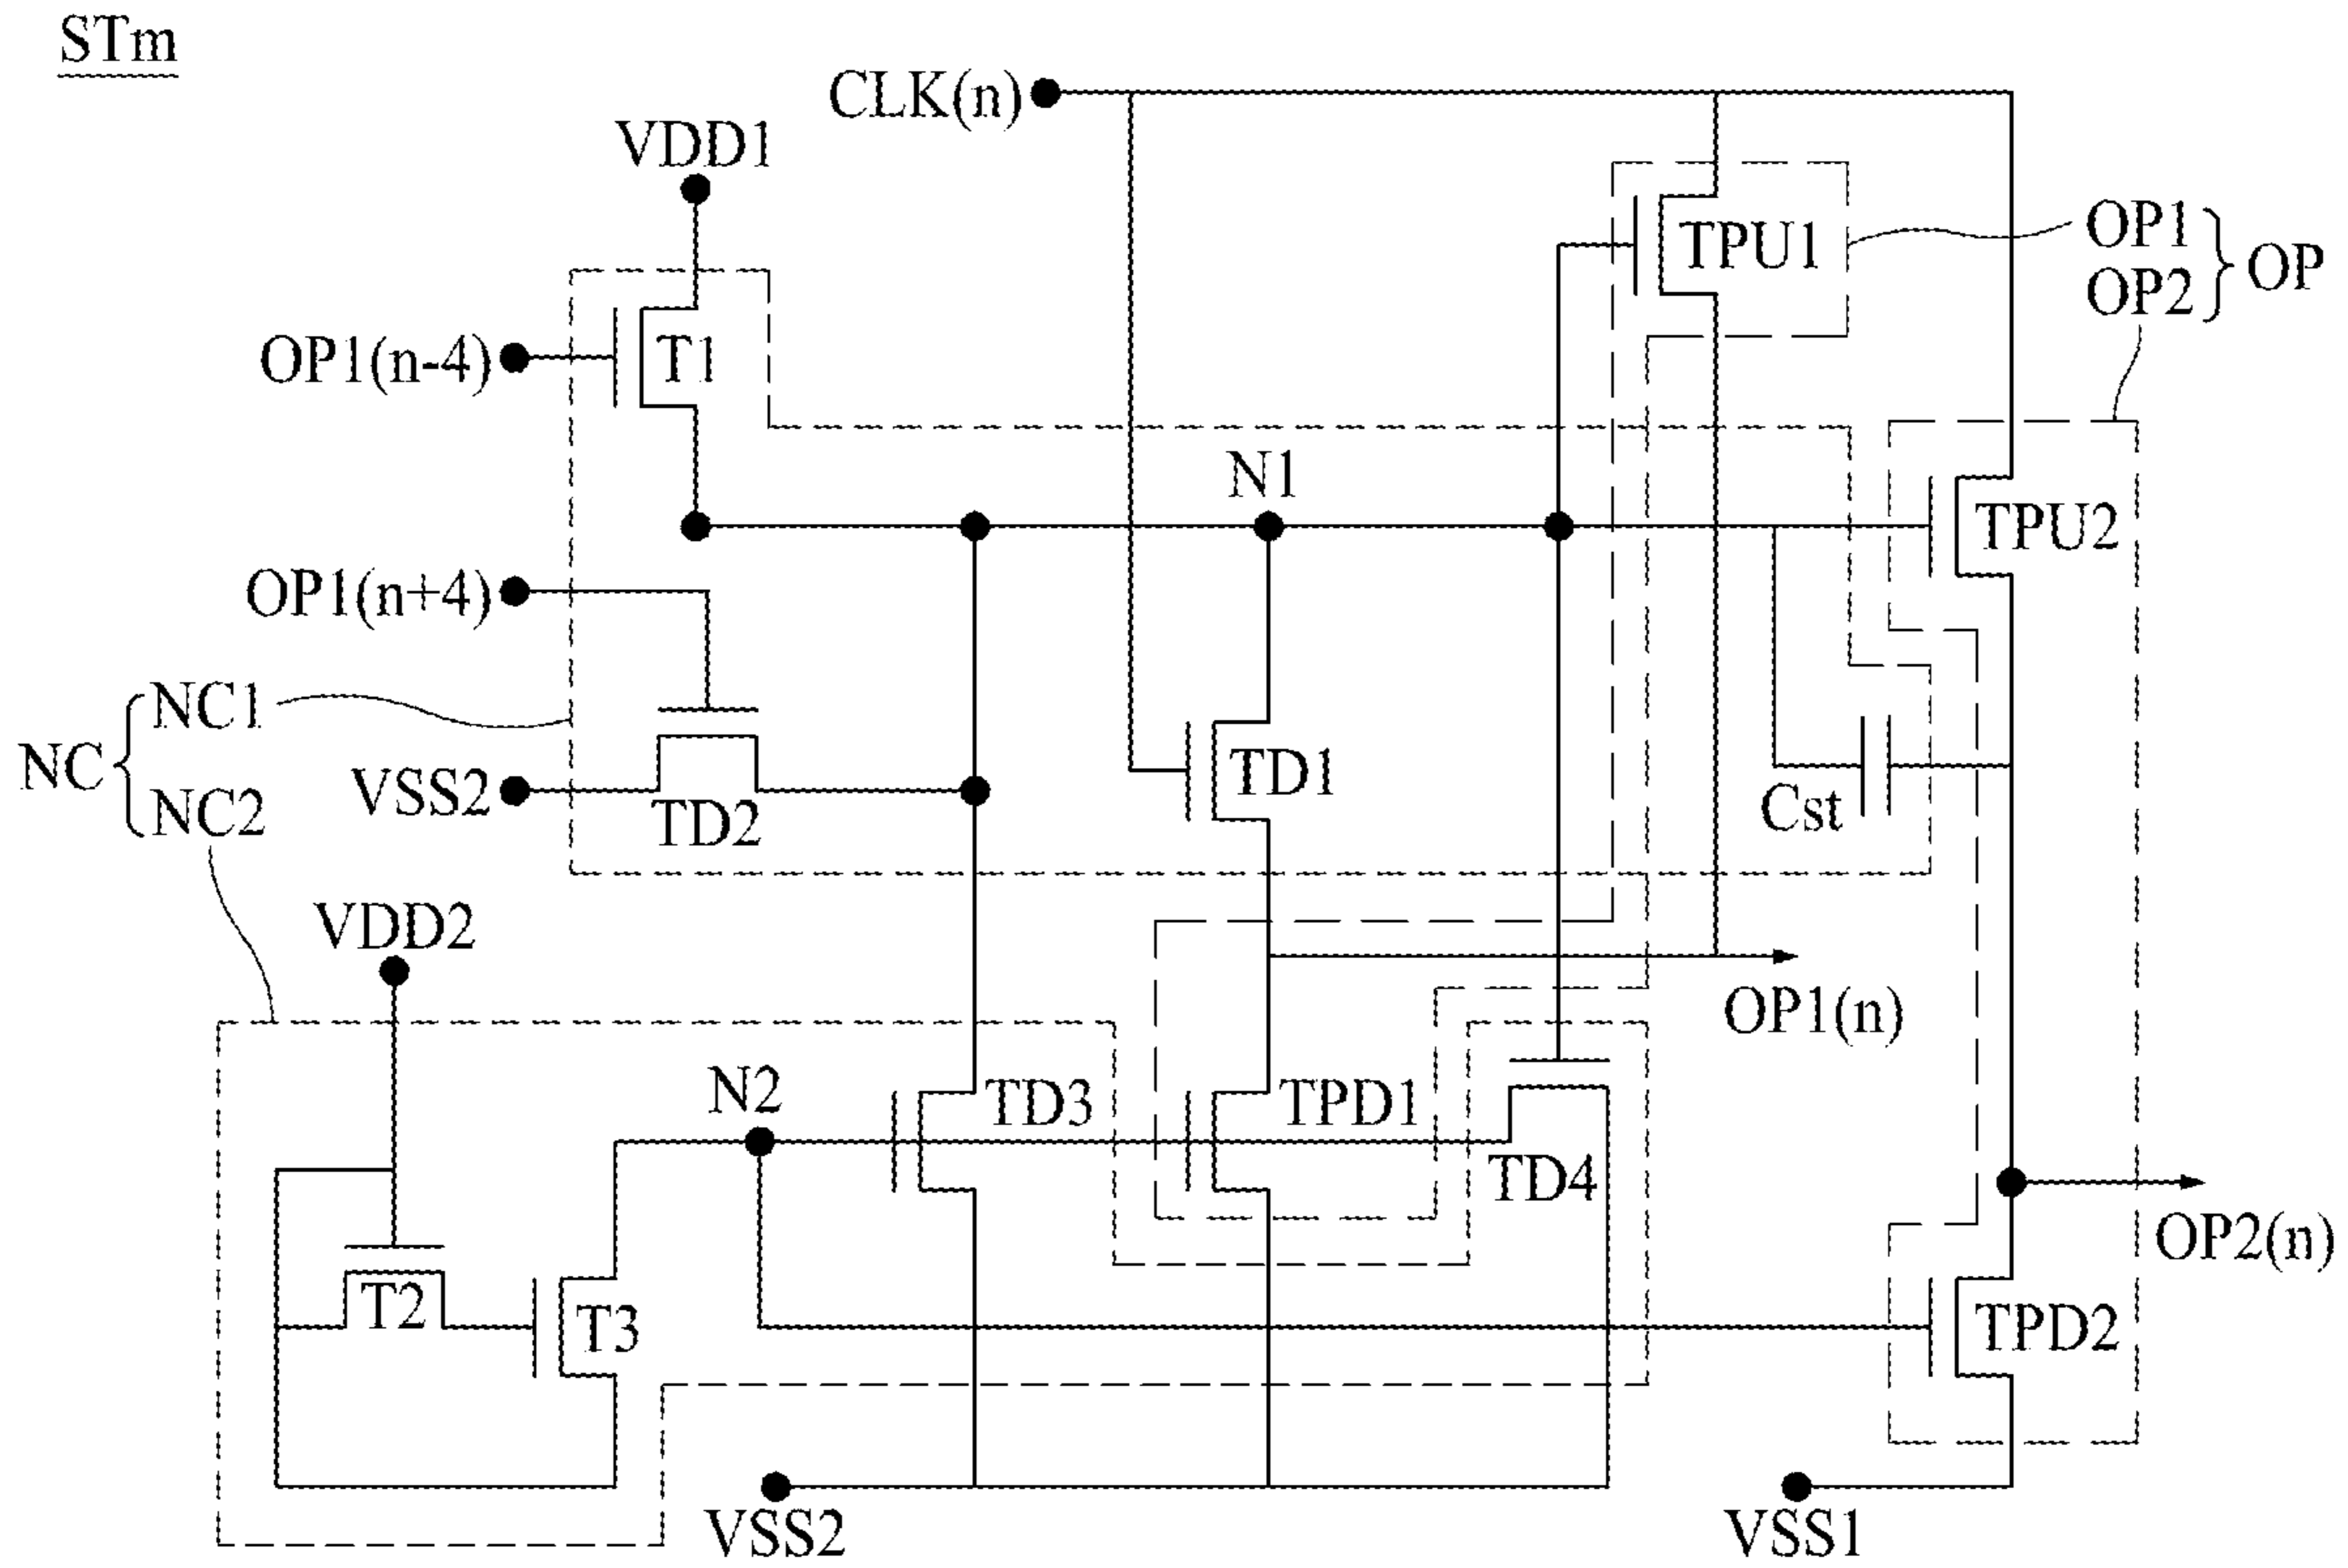 STm
CLK(n)
VDD1
OP1
OP2
OP
TPU1
OP1(n-4)
T1
N1
TPU2
OP1(n+4)
NC1
NC
NC2
VSS2
TD2
TD1
Cst
VDD2
OP1(n)
N2
TD3
TPD1
TD4
OP2(n)
T2
T3
TPD2
VSS2
VSS1